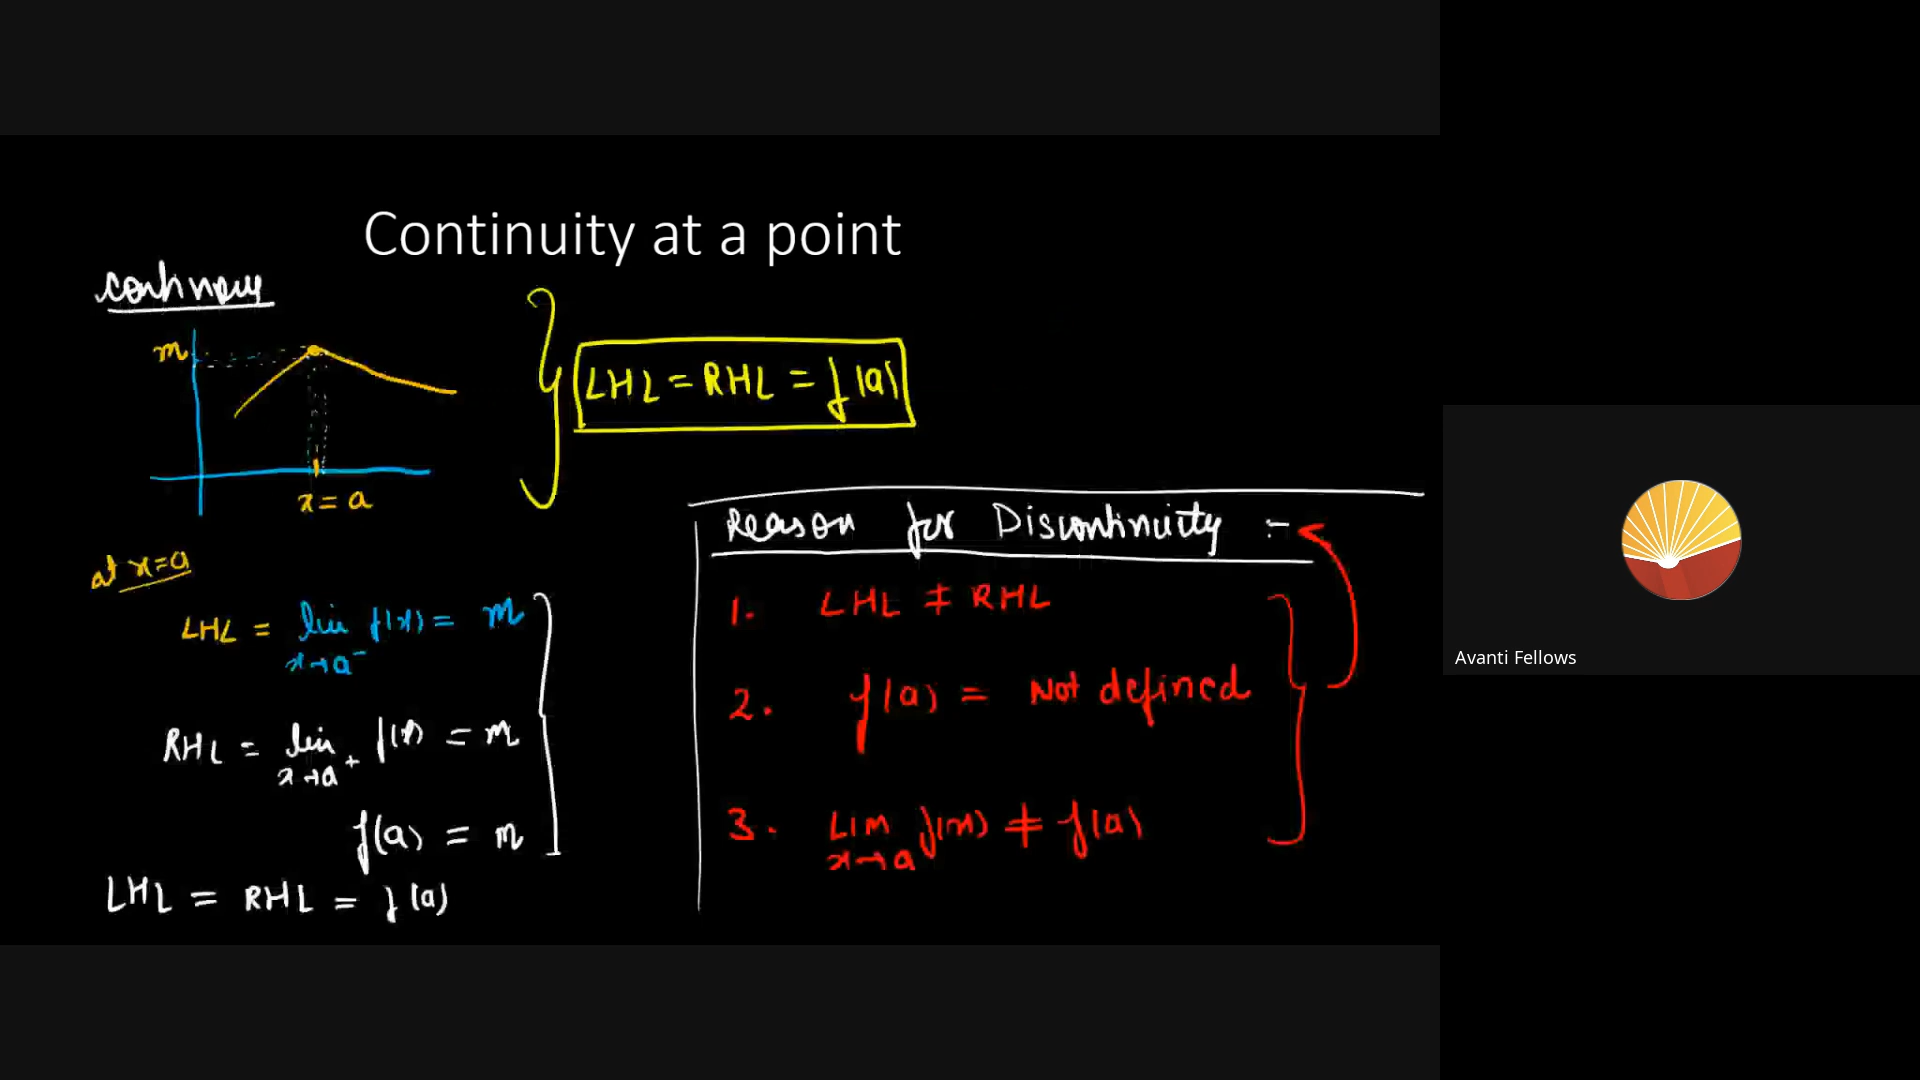 Continuity at a point
continuous
m
x = a
LHL = RHL = f(a)
at x=a
LHL = lim f(x) = m
x→a⁻
RHL = lim f(x) = m
x→a+
f(a) = m
LHL = RHL = f(a)
Reason for Discontinuity :-
1. LHL ≠ RHL
2. f(a) = Not defined
3. LIM f(x) ≠ f(a)
x→a
Avanti Fellows